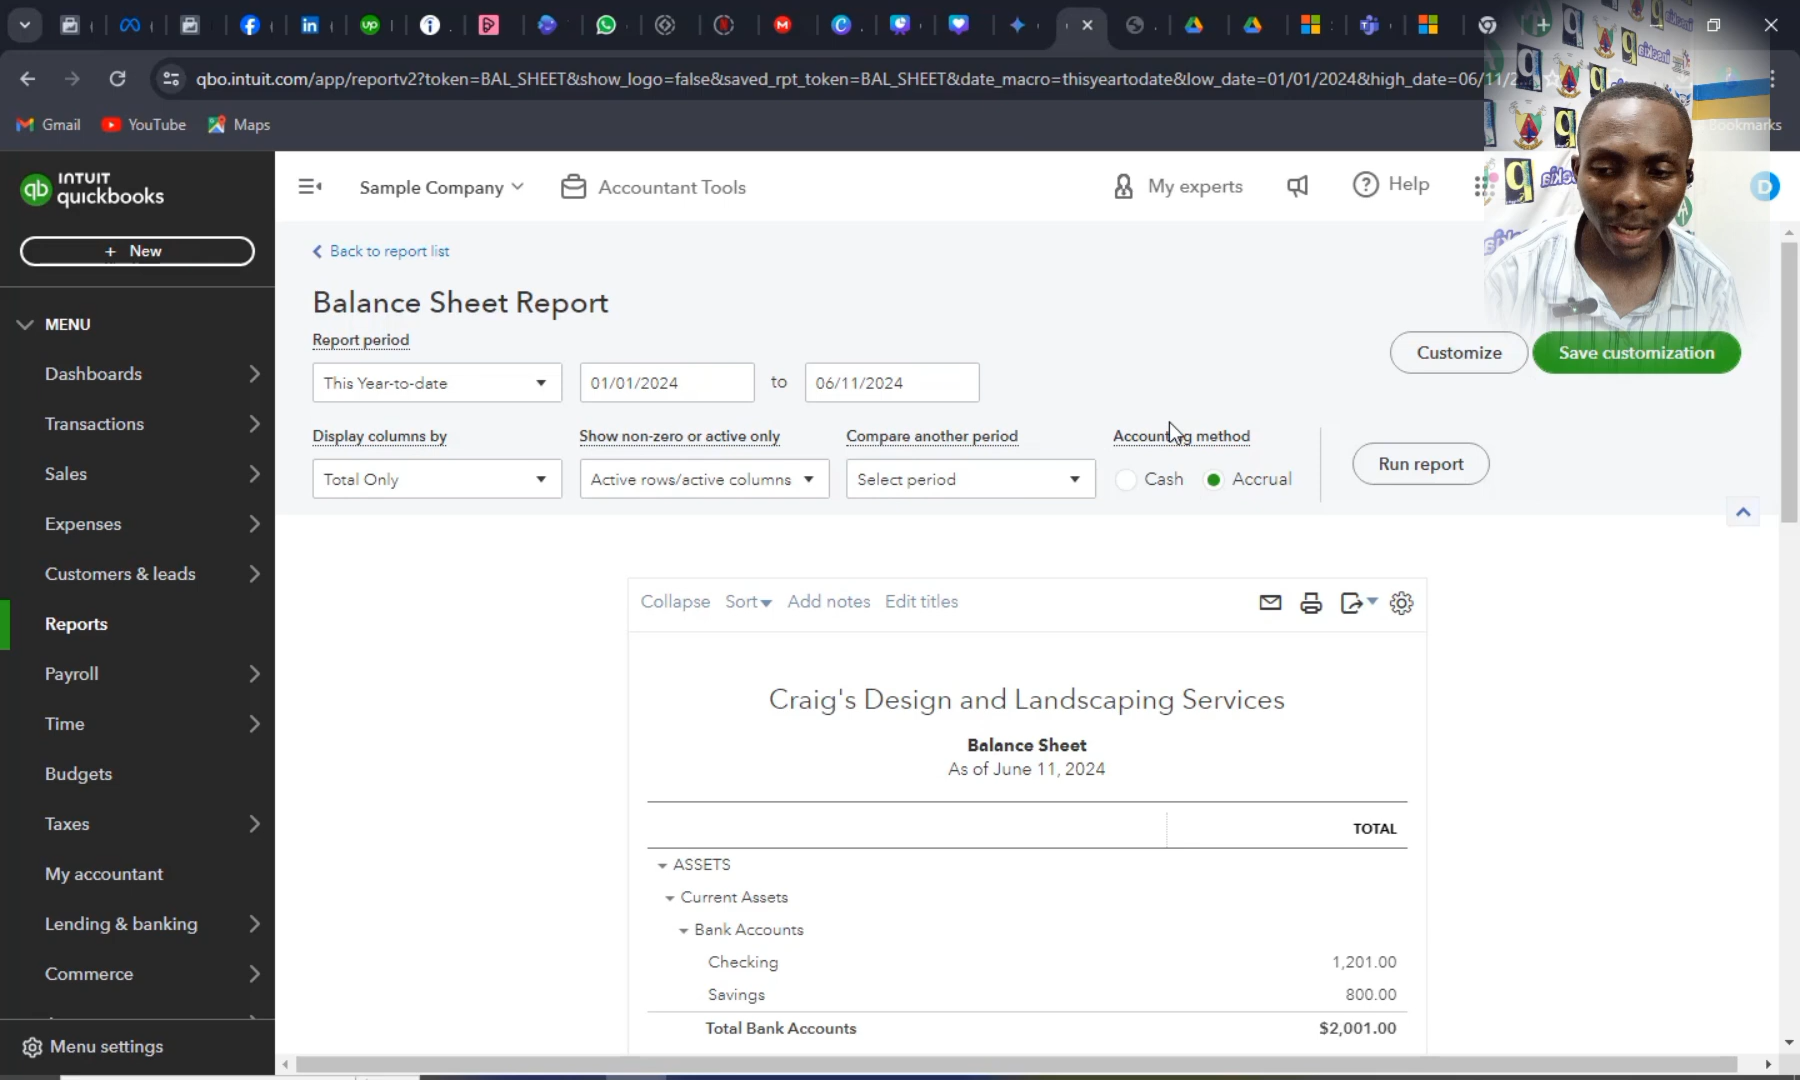 qbo.intuit.com/app/reportv2?token=BAL_SHEET&show_logo=false&saved_rpt_token=BAL_SHEET&date_macro=thisyeartodate&low_date=01/01/2024&high_date=06/11/2...
Gmail YouTube Maps Bookmarks
INTUIT
quickbooks
Sample Company Accountant Tools My experts Help D
+ New
Back to report list
Balance Sheet Report
MENU
Report period
Customize Save customization
Dashboards
This Year-to-date 01/01/2024 to 06/11/2024
Transactions
Display columns by Show non-zero or active only Compare another period Accounting method
Run report
Sales
Total Only Active rows/active columns Select period Cash Accrual
Expenses
Customers & leads
Collapse Sort Add notes Edit titles
Reports
Payroll
Craig's Design and Landscaping Services
Time
Balance Sheet
As of June 11, 2024
Budgets
Taxes
TOTAL
My accountant
ASSETS
Current Assets
Lending & banking
Bank Accounts
Checking 1,201.00
Commerce
Savings 800.00
Total Bank Accounts $2,001.00
Menu settings